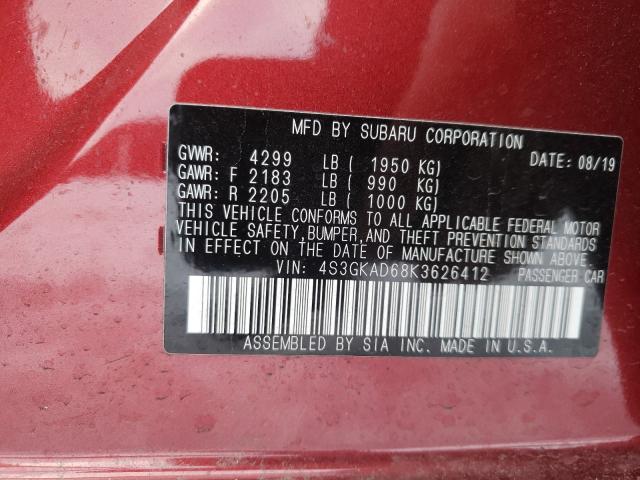 MFD BY SUBARU CORPORATION
GVWR: 4299 LB ( 1950 KG) DATE: 08/19
GAWR: F 2183 LB ( 990 KG)
GAWR: R 2205 LB ( 1000 KG)
THIS VEHICLE CONFORMS TO ALL APPLICABLE FEDERAL MOTOR
VEHICLE SAFETY, BUMPER, AND THEFT PREVENTION STANDARDS
IN EFFECT ON THE DATE OF MANUFACTURE SHOWN ABOVE.
VIN: 4S3GKAD68K3626412 PASSENGER CAR
ASSEMBLED BY SIA INC. MADE IN U.S.A.